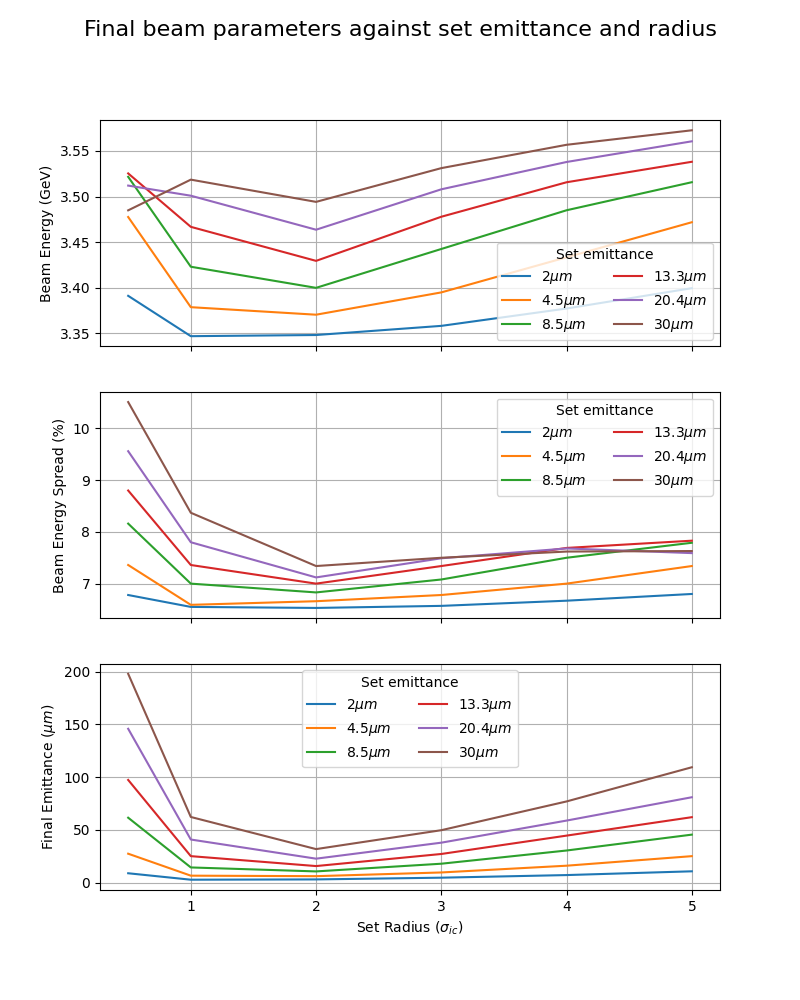 Final beam parameters against set emittance and radius
Beam Energy (GeV)
3.55
3.50
3.45
3.40
3.35
Set emittance
2μm 13.3μm
4.5μm 20.4μm
8.5μm 30μm
Beam Energy Spread (%)
10
9
8
7
Set emittance
2μm 13.3μm
4.5μm 20.4μm
8.5μm 30μm
Final Emittance (μm)
200
150
100
50
0
Set emittance
2μm 13.3μm
4.5μm 20.4μm
8.5μm 30μm
1 2 3 4 5
Set Radius (σ_ic)